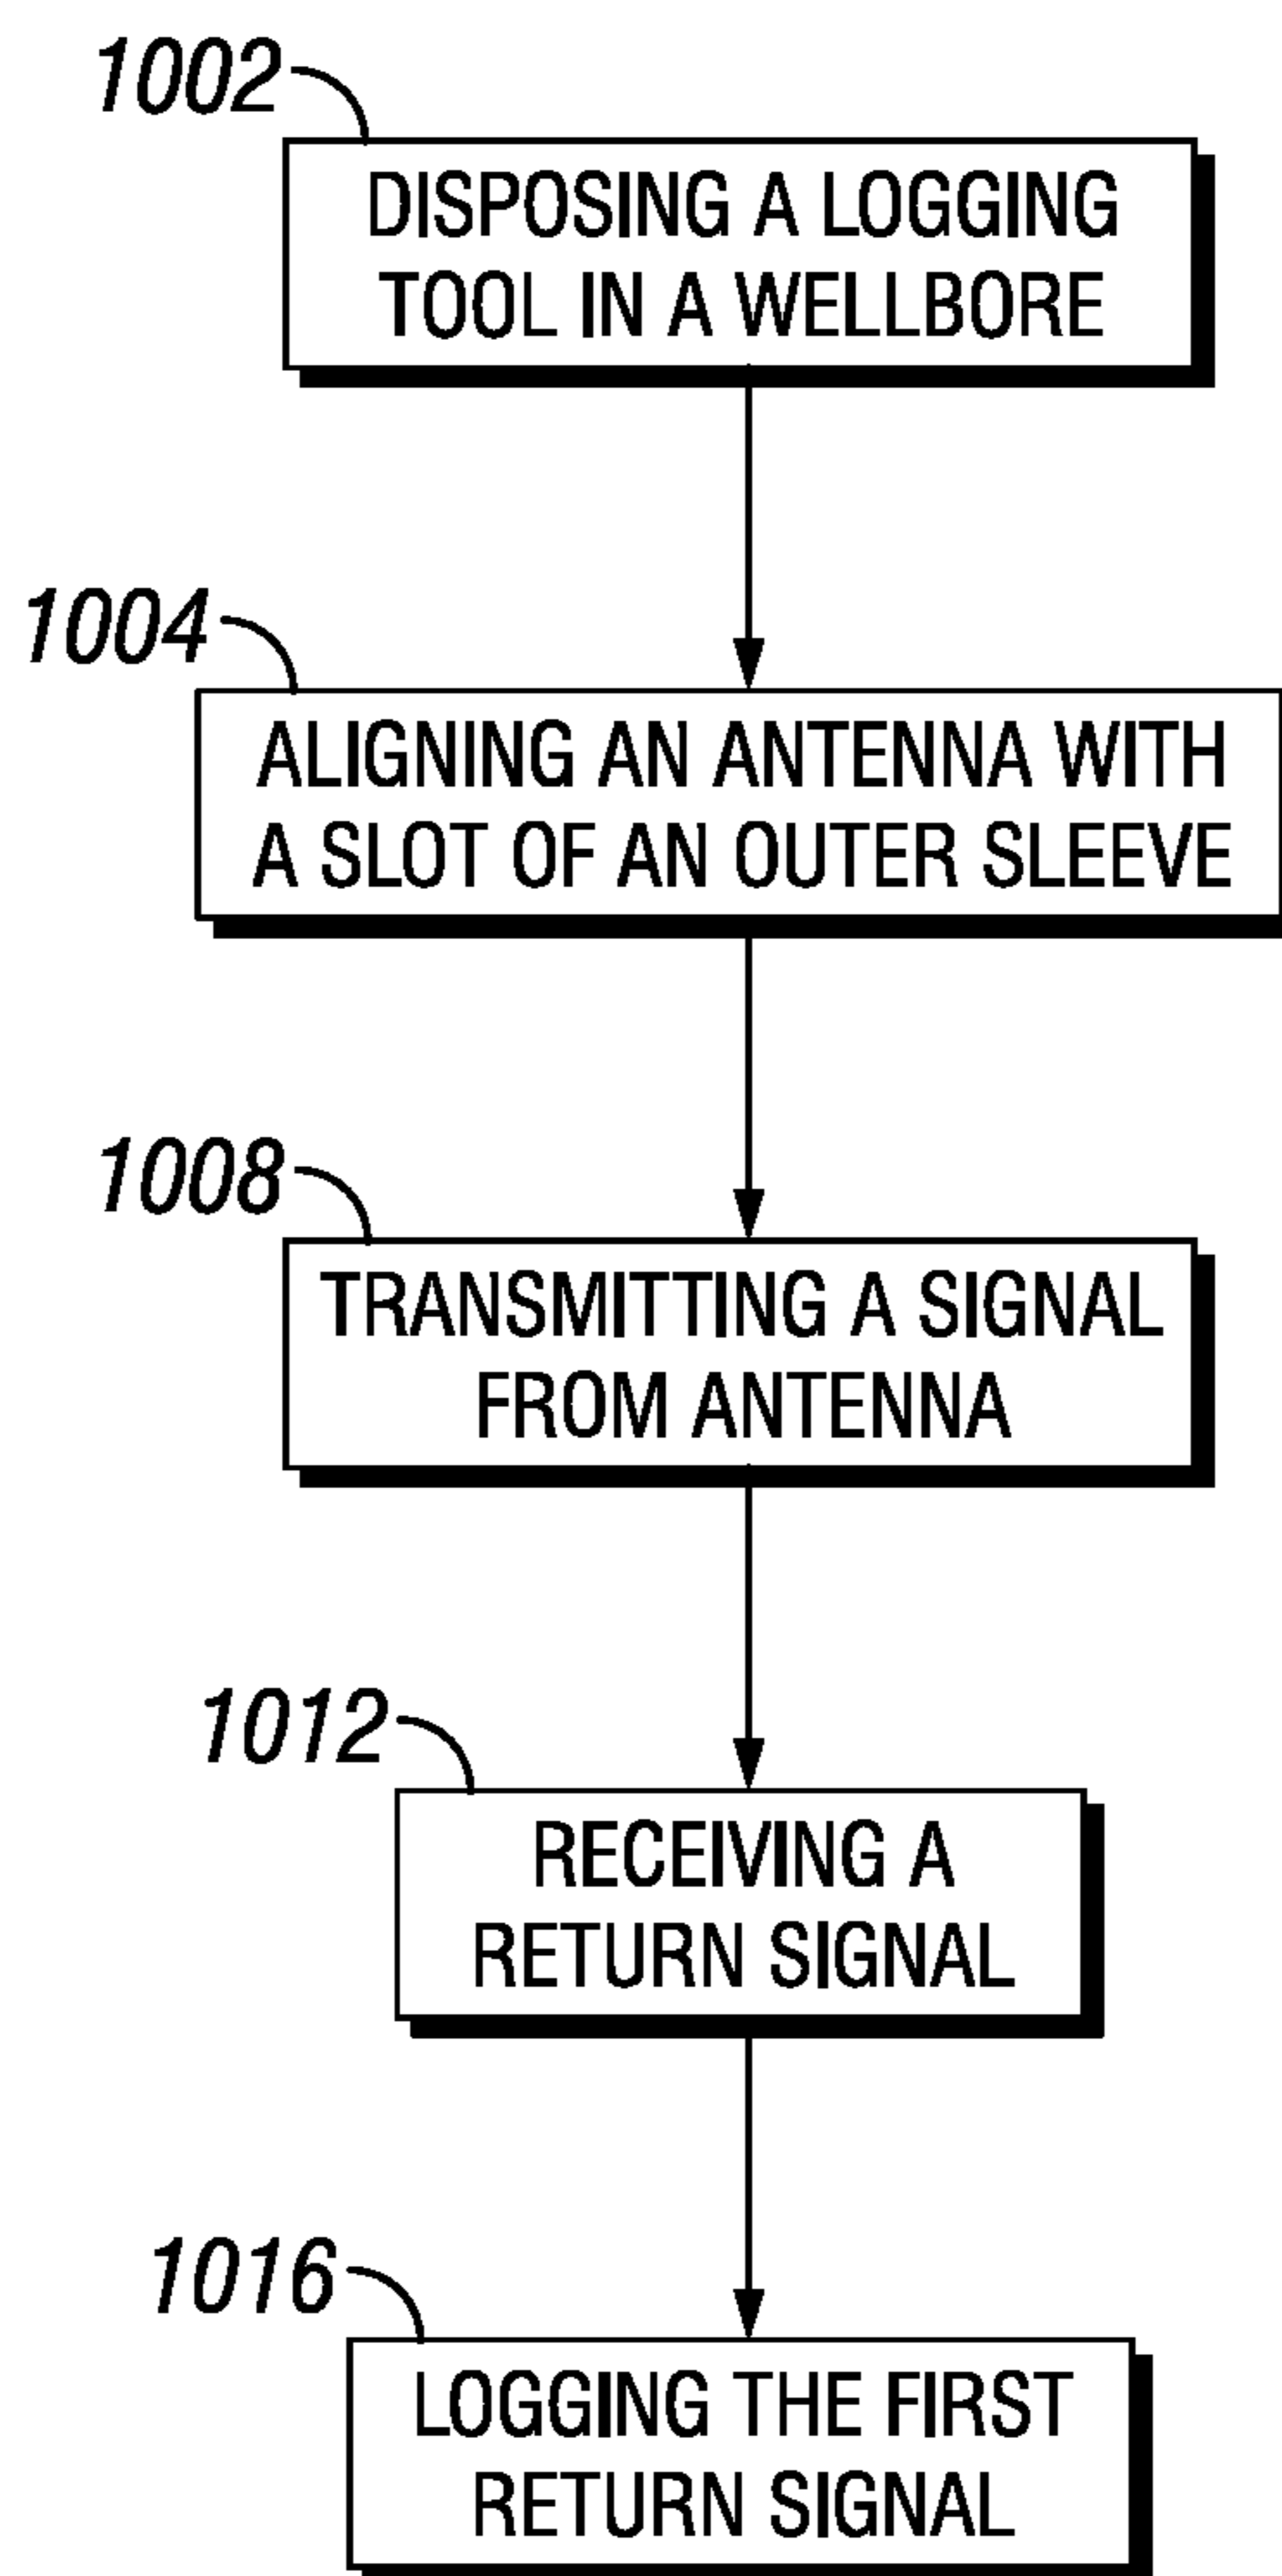 1002
DISPOSING A LOGGING
TOOL IN A WELLBORE
1004
ALIGNING AN ANTENNA WITH
A SLOT OF AN OUTER SLEEVE
1008
TRANSMITTING A SIGNAL
FROM ANTENNA
1012
RECEIVING A
RETURN SIGNAL
1016
LOGGING THE FIRST
RETURN SIGNAL